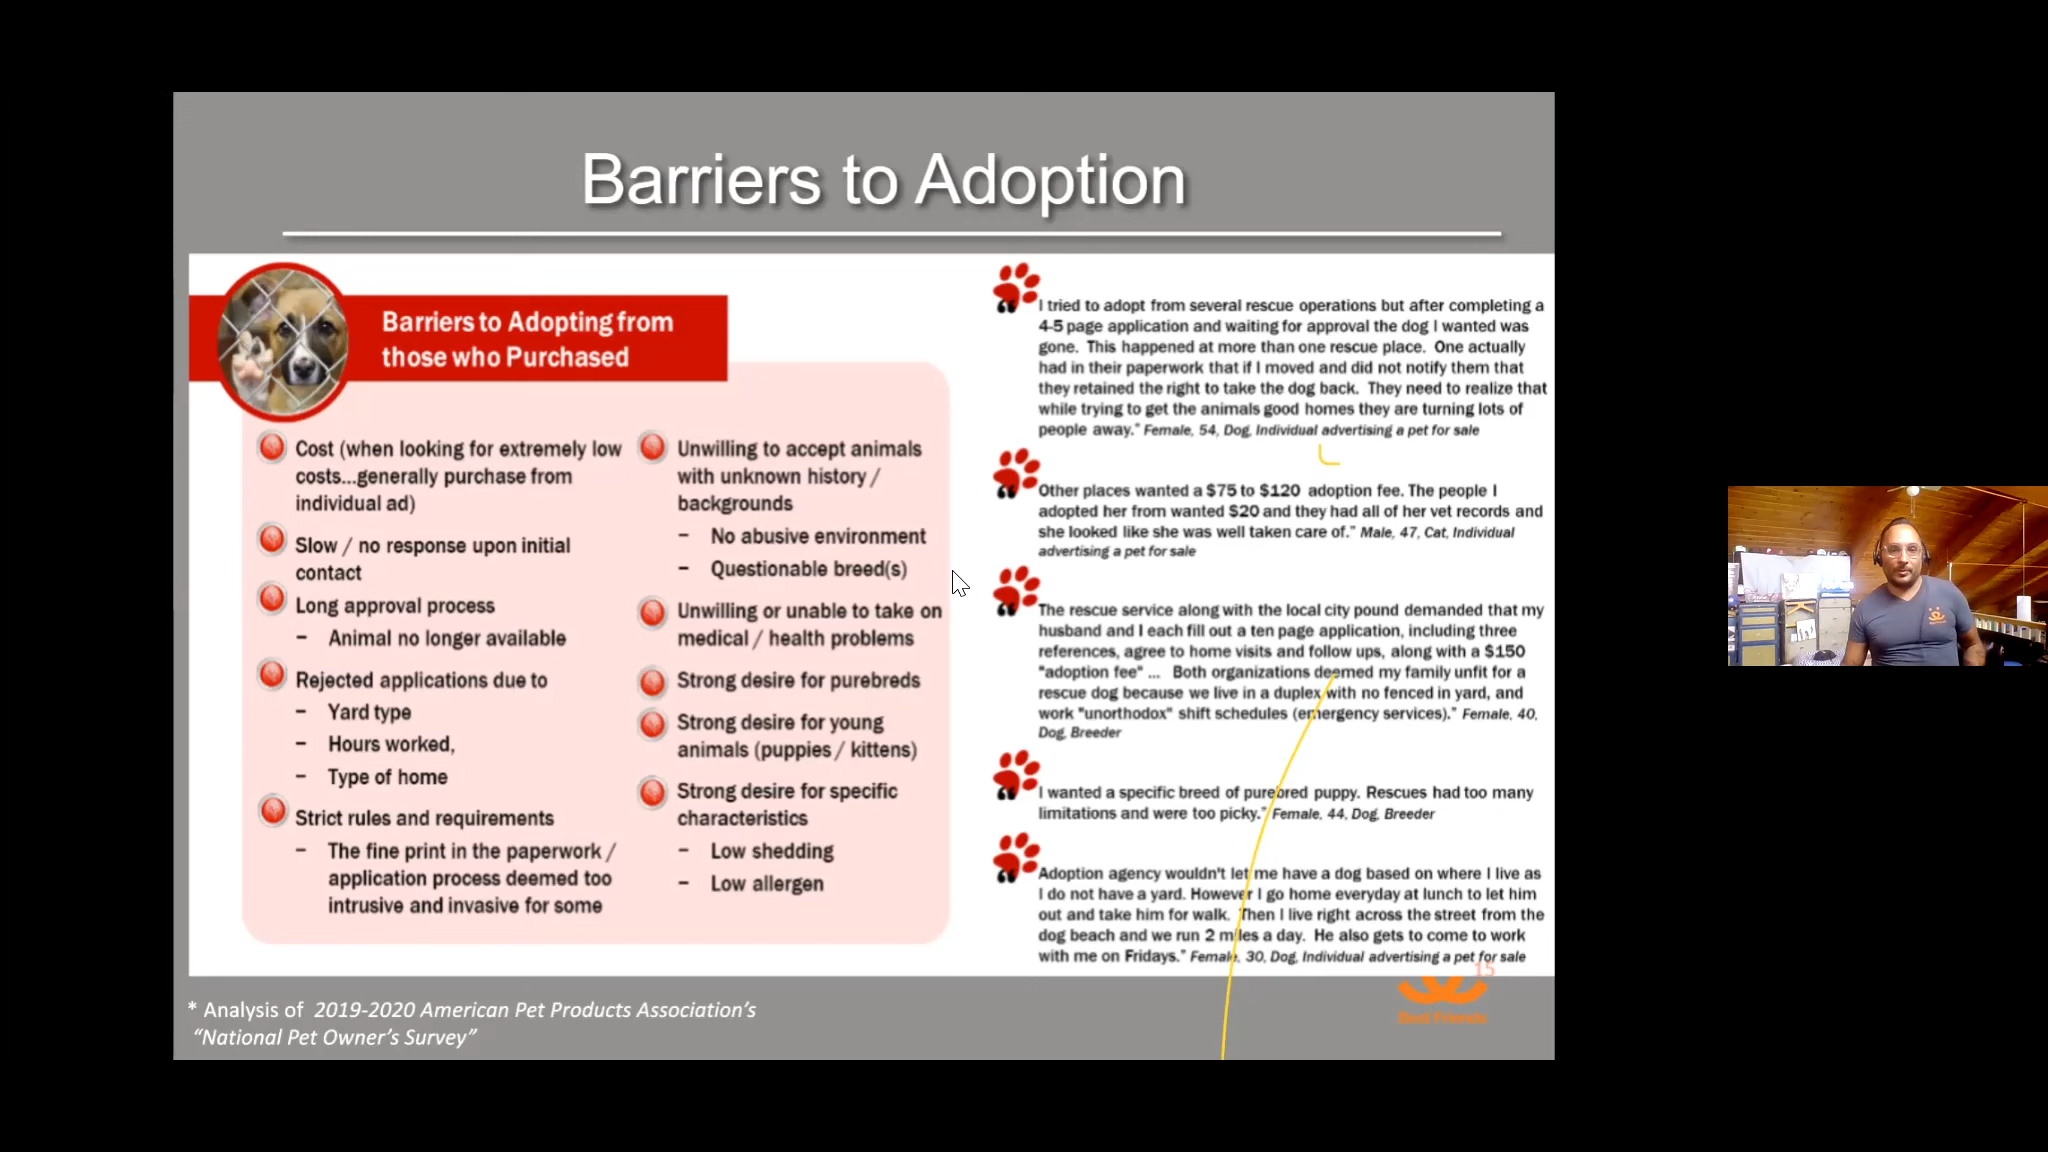 Barriers to Adoption
Barriers to Adopting from
those who Purchased
Cost (when looking for extremely low
costs...generally purchase from
individual ad)
Slow / no response upon initial
contact
Long approval process
– Animal no longer available
Rejected applications due to
– Yard type
– Hours worked,
– Type of home
Strict rules and requirements
– The fine print in the paperwork /
application process deemed too
intrusive and invasive for some
Unwilling to accept animals
with unknown history /
backgrounds
– No abusive environment
– Questionable breed(s)
Unwilling or unable to take on
medical / health problems
Strong desire for purebreds
Strong desire for young
animals (puppies / kittens)
Strong desire for specific
characteristics
– Low shedding
– Low allergen
“I tried to adopt from several rescue operations but after completing a
4-5 page application and waiting for approval the dog I wanted was
gone. This happened at more than one rescue place. One actually
had in their paperwork that if I moved and did not notify them that
they retained the right to take the dog back. They need to realize that
while trying to get the animals good homes they are turning lots of
people away.” Female, 54, Dog, Individual advertising a pet for sale
“Other places wanted a $75 to $120 adoption fee. The people I
adopted her from wanted $20 and they had all of her vet records and
she looked like she was well taken care of.” Male, 47, Cat, Individual
advertising a pet for sale
“The rescue service along with the local city pound demanded that my
husband and I each fill out a ten page application, including three
references, agree to home visits and follow ups, along with a $150
"adoption fee" ... Both organizations deemed my family unfit for a
rescue dog because we live in a duplex with no fenced in yard, and
work "unorthodox" shift schedules (emergency services).” Female, 40,
Dog, Breeder
“I wanted a specific breed of purebred puppy. Rescues had too many
limitations and were too picky.” Female, 44, Dog, Breeder
“Adoption agency wouldn't let me have a dog based on where I live as
I do not have a yard. However I go home everyday at lunch to let him
out and take him for walk. Then I live right across the street from the
dog beach and we run 2 miles a day. He also gets to come to work
with me on Fridays.” Female, 30, Dog, Individual advertising a pet for sale
15
Best Friends
* Analysis of 2019-2020 American Pet Products Association’s
“National Pet Owner’s Survey”